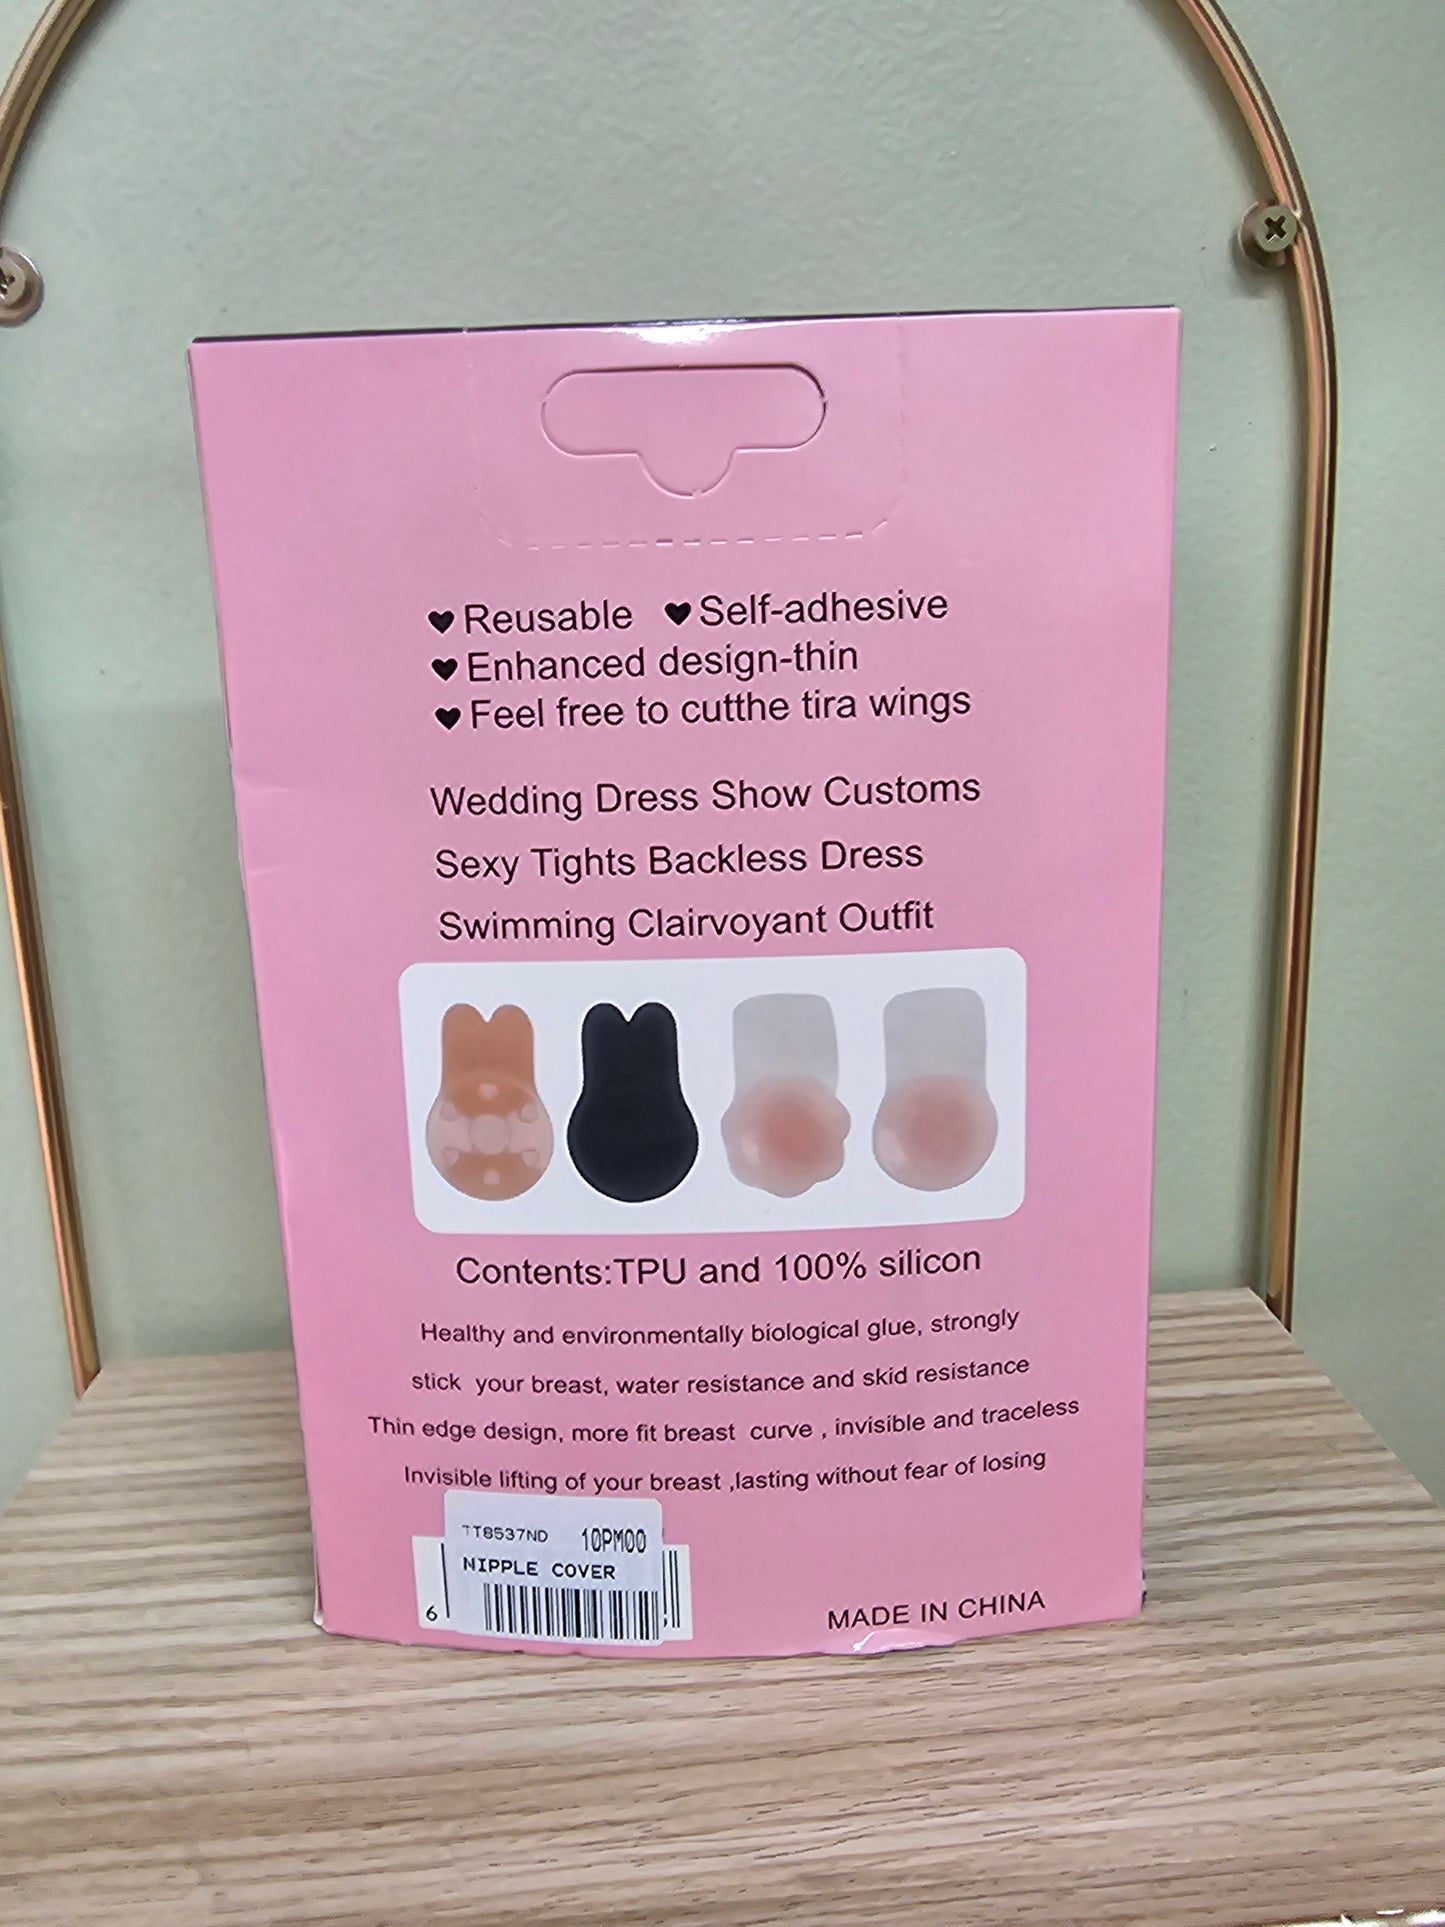 ♥Reusable ♥Self-adhesive
♥Enhanced design-thin
♥Feel free to cutthe tira wings
Wedding Dress Show Customs
Sexy Tights Backless Dress
Swimming Clairvoyant Outfit
Contents:TPU and 100% silicon
Healthy and environmentally biological glue, strongly
stick your breast, water resistance and skid resistance
Thin edge design, more fit breast curve , invisible and traceless
Invisible lifting of your breast ,lasting without fear of losing
TT8537ND 10PM00
NIPPLE COVER
6
MADE IN CHINA